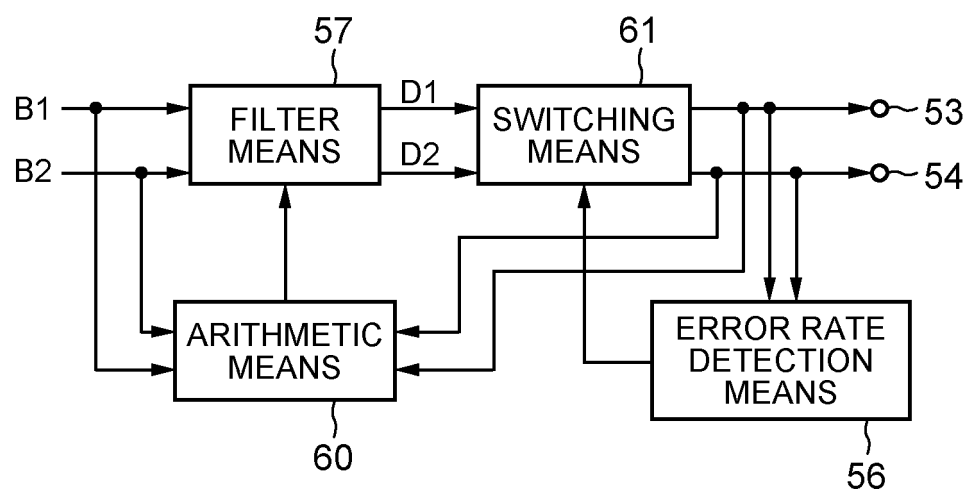 57
61
B1
FILTER
MEANS
D1
SWITCHING
MEANS
53
B2
D2
54
ARITHMETIC
MEANS
ERROR RATE
DETECTION
MEANS
60
56